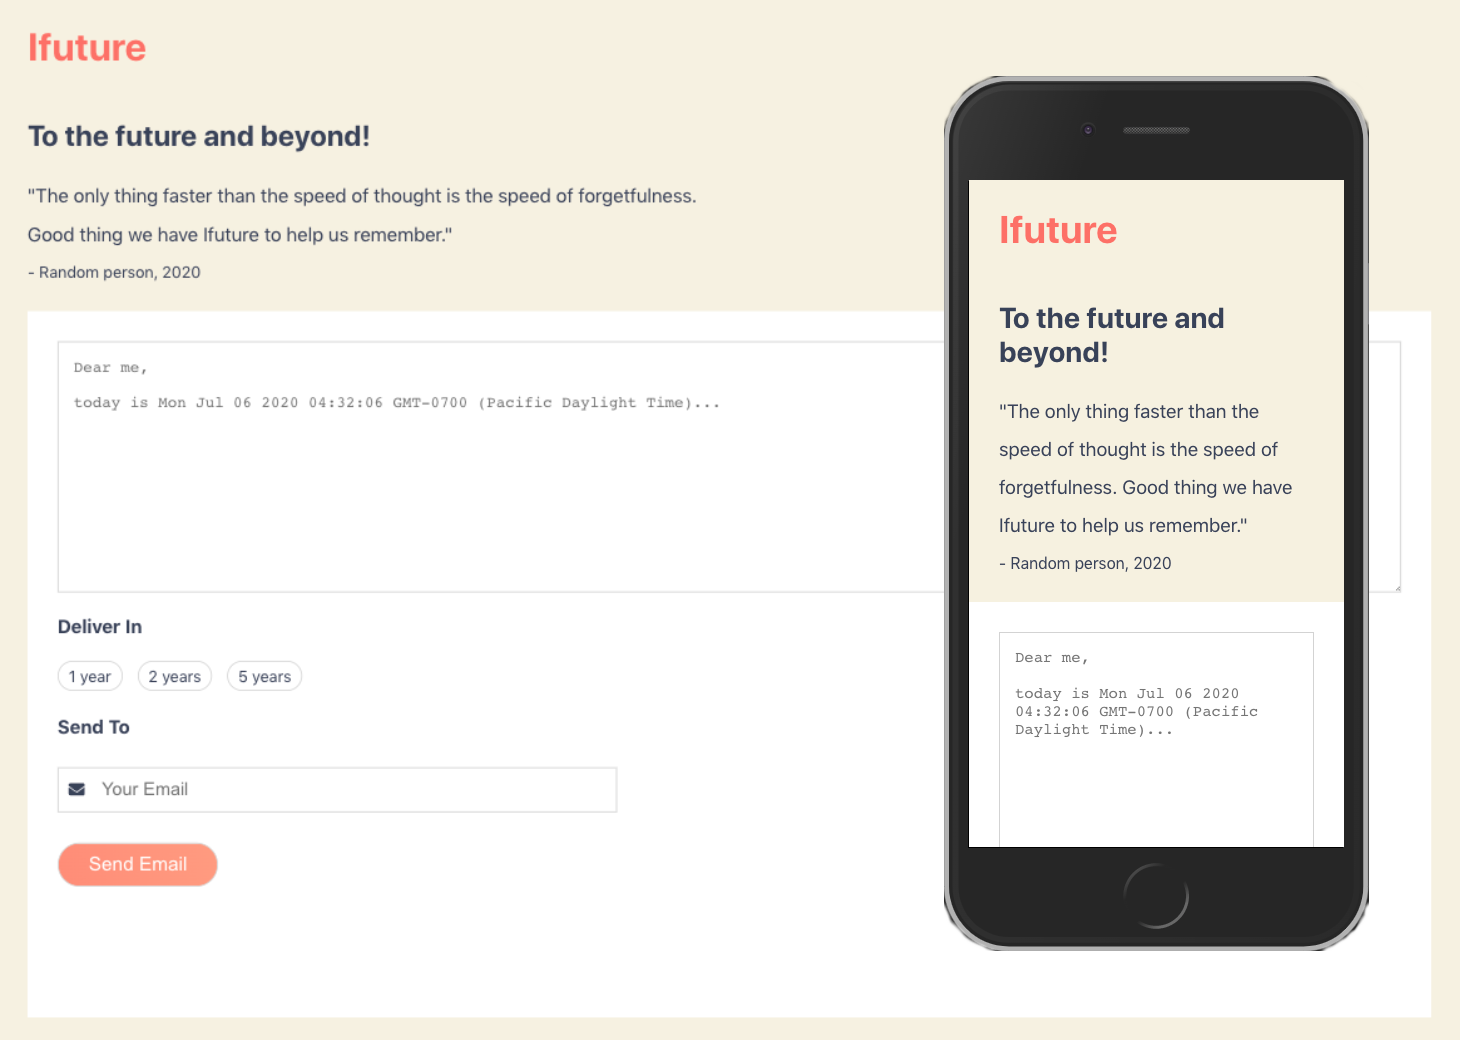 Ifuture
To the future and beyond!
"The only thing faster than the speed of thought is the speed of forgetfulness.
Good thing we have Ifuture to help us remember."
- Random person, 2020
Dear me,
today is Mon Jul 06 2020 04:32:06 GMT-0700 (Pacific Daylight Time)...
Deliver In
1 year
2 years
5 years
Send To
Your Email
Send Email
Ifuture
To the future and
beyond!
"The only thing faster than the
speed of thought is the speed of
forgetfulness. Good thing we have
Ifuture to help us remember."
- Random person, 2020
Dear me,
today is Mon Jul 06 2020
04:32:06 GMT-0700 (Pacific
Daylight Time)...